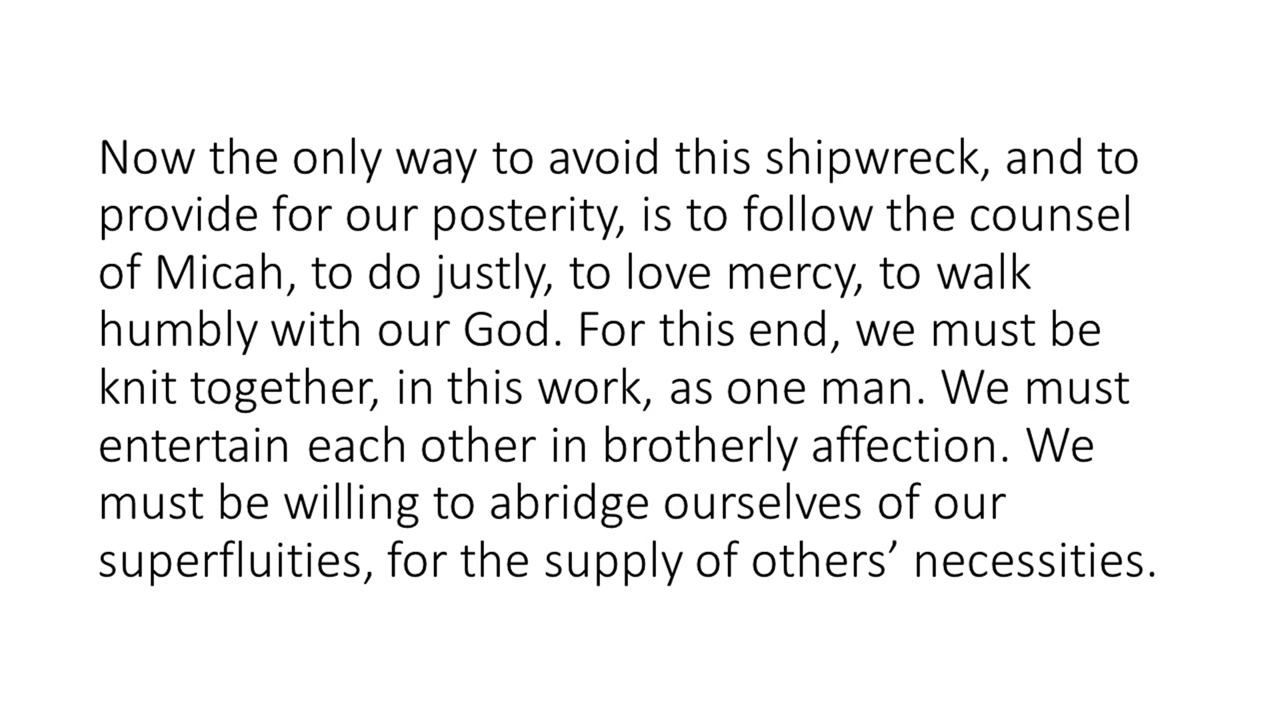 Now the only way to avoid this shipwreck, and to
provide for our posterity, is to follow the counsel
of Micah, to do justly, to love mercy, to walk
humbly with our God. For this end, we must be
knit together, in this work, as one man. We must
entertain each other in brotherly affection. We
must be willing to abridge ourselves of our
superfluities, for the supply of others’ necessities.